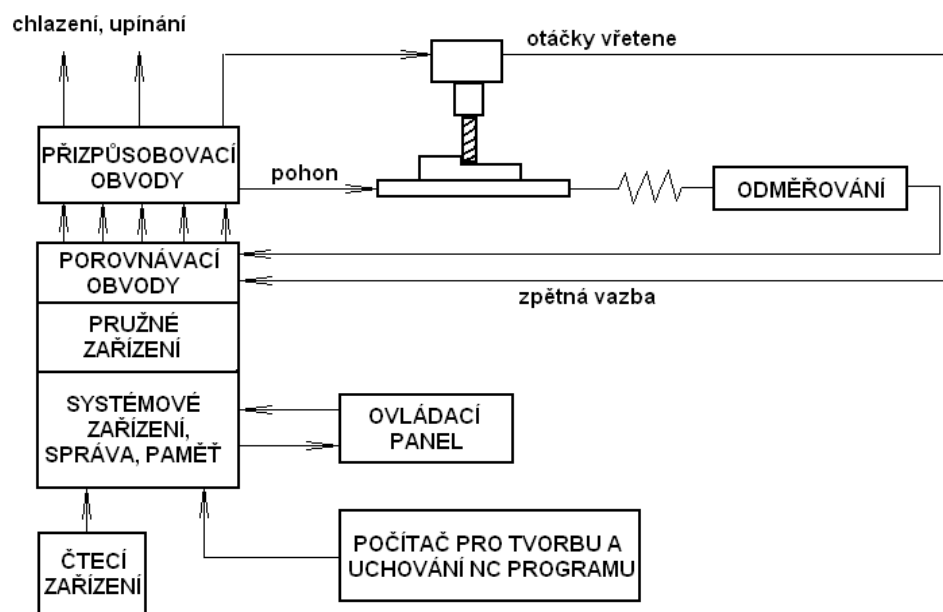 chlazení, upínání
otáčky vřetene
PŘIZPŮSOBOVACÍ
OBVODY
pohon
ODMĚŘOVÁNÍ
POROVNÁVACÍ
OBVODY
zpětná vazba
PRUŽNÉ
ZAŘÍZENÍ
SYSTÉMOVÉ
ZAŘÍZENÍ,
SPRÁVA, PAMĚŤ
OVLÁDACÍ
PANEL
ČTECÍ
ZAŘÍZENÍ
POČÍTAČ PRO TVORBU A
UCHOVÁNÍ NC PROGRAMU